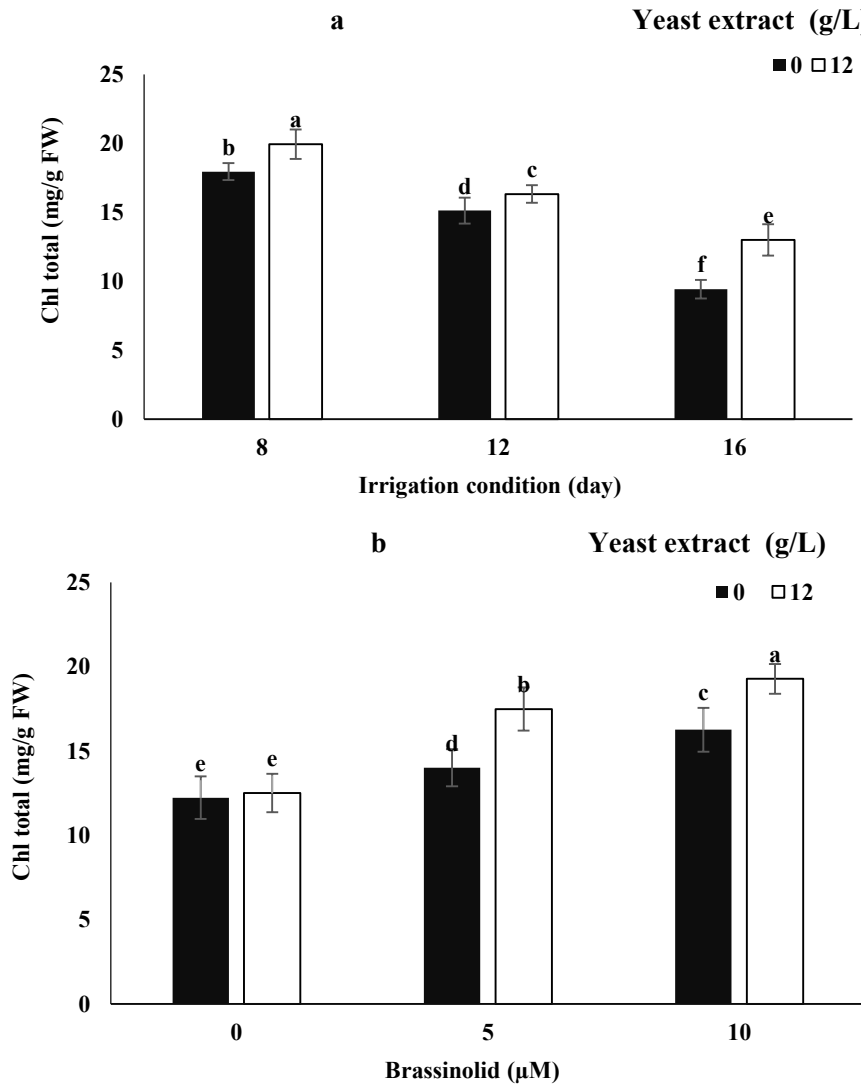 a Yeast extract (g/L)
0 12
25
20
15
10
5
0
b a
d c
f e
8 12 16
Chl total (mg/g FW)
Irrigation condition (day)
b Yeast extract (g/L)
0 12
25
20
15
10
5
0
e e
d b
c a
0 5 10
Chl total (mg/g FW)
Brassinolid (µM)